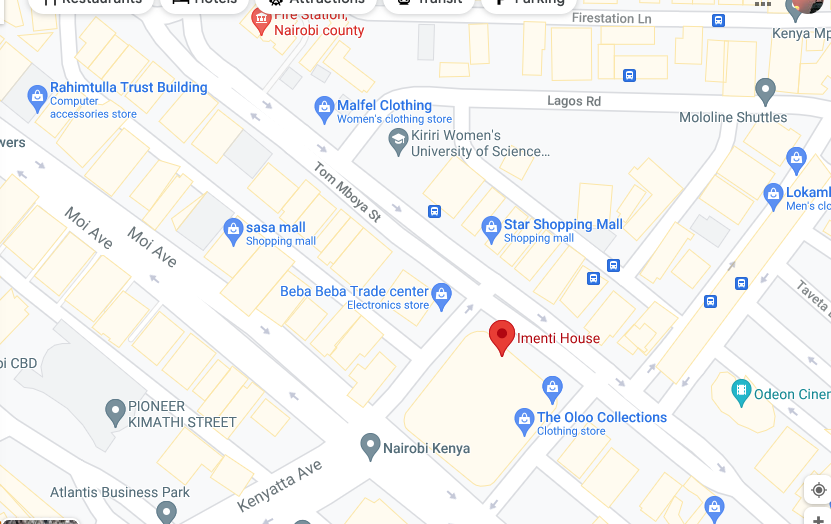 Restaurants
Hotels
Attractions
Transit
Parking
Fire Station,
Nairobi county
Firestation Ln
Kenya Mp
Rahimtulla Trust Building
Computer
accessories store
Malfel Clothing
Women's clothing store
Lagos Rd
Mololine Shuttles
Kiriri Women's
University of Science...
wers
Tom Mboya St
Lokaml
Men's clo
Moi Ave
Moi Ave
sasa mall
Shopping mall
Star Shopping Mall
Shopping mall
Beba Beba Trade center
Electronics store
Taveta
Imenti House
oi CBD
Odeon Ciner
PIONEER
KIMATHI STREET
The Oloo Collections
Clothing store
Nairobi Kenya
Kenyatta Ave
Atlantis Business Park